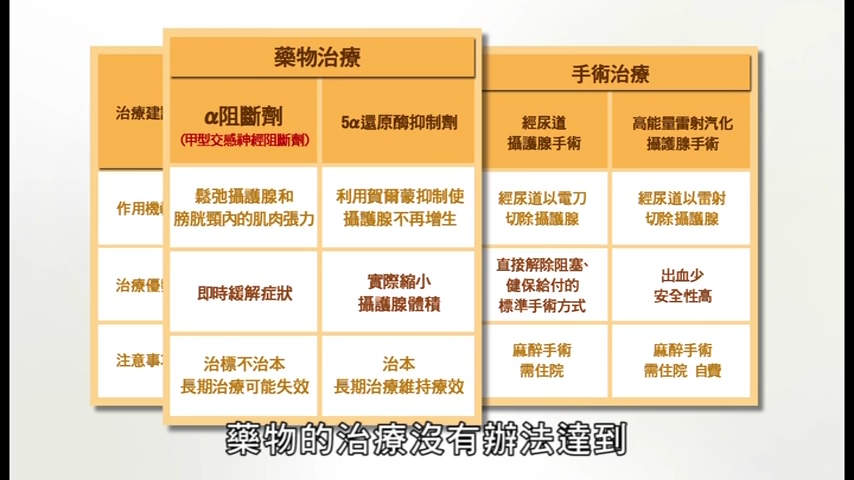 藥物治療
手術治療
治療建
α阻斷劑
(甲型交感神經阻斷劑)
5α還原酶抑制劑
經尿道
攝護腺手術
高能量雷射汽化
攝護腺手術
作用機
鬆弛攝護腺和
膀胱頸內的肌肉張力
利用賀爾蒙抑制使
攝護腺不再增生
經尿道以電刀
切除攝護腺
經尿道以雷射
切除攝護腺
治療優
即時緩解症狀
實際縮小
攝護腺體積
直接解除阻塞、
健保給付的
標準手術方式
出血少
安全性高
注意事
治標不治本
長期治療可能失效
治本
長期治療維持療效
麻醉手術
需住院
麻醉手術
需住院 自費
藥物的治療沒有辦法達到